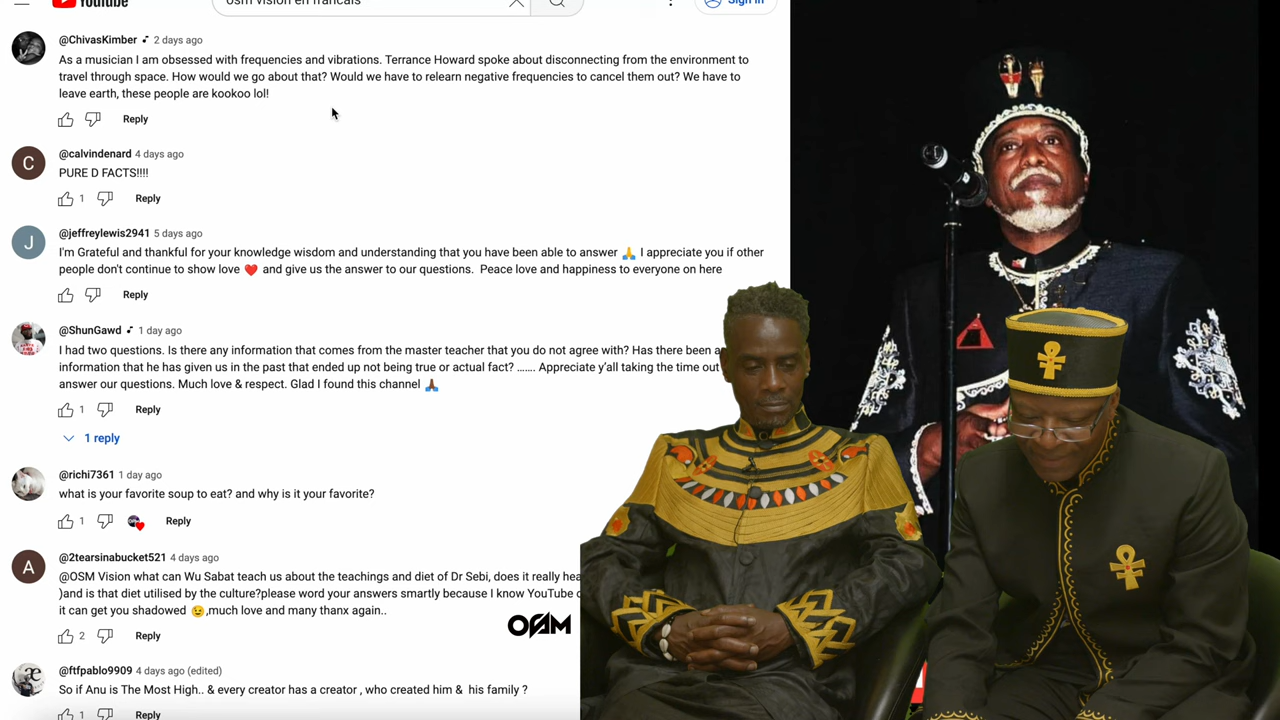 YouTube
osm vision en francais
Sign in
@ChivasKimber 2 days ago
As a musician I am obsessed with frequencies and vibrations. Terrance Howard spoke about disconnecting from the environment to
travel through space. How would we go about that? Would we have to relearn negative frequencies to cancel them out? We have to
leave earth, these people are kookoo lol!
Reply
@calvindenard 4 days ago
PURE D FACTS!!!!
1 Reply
@jeffreylewis2941 5 days ago
I'm Grateful and thankful for your knowledge wisdom and understanding that you have been able to answer 🙏 I appreciate you if other
people don't continue to show love ❤️ and give us the answer to our questions. Peace love and happiness to everyone on here
Reply
@ShunGawd 1 day ago
I had two questions. Is there any information that comes from the master teacher that you do not agree with? Has there been
information that he has given us in the past that ended up not being true or actual fact? ....... Appreciate y'all taking the time out
answer our questions. Much love & respect. Glad I found this channel 🙏🏾
1 Reply
1 reply
@richi7361 1 day ago
what is your favorite soup to eat? and why is it your favorite?
1 Reply
@2tearsinabucket521 4 days ago
@OSM Vision what can Wu Sabat teach us about the teachings and diet of Dr Sebi, does it really
)and is that diet utilised by the culture?please word your answers smartly because I know YouTube
it can get you shadowed 😉,much love and many thanx again..
2 Reply
OSM
@ftfpablo9909 4 days ago (edited)
So if Anu is The Most High.. & every creator has a creator , who created him & his family ?
1 Reply